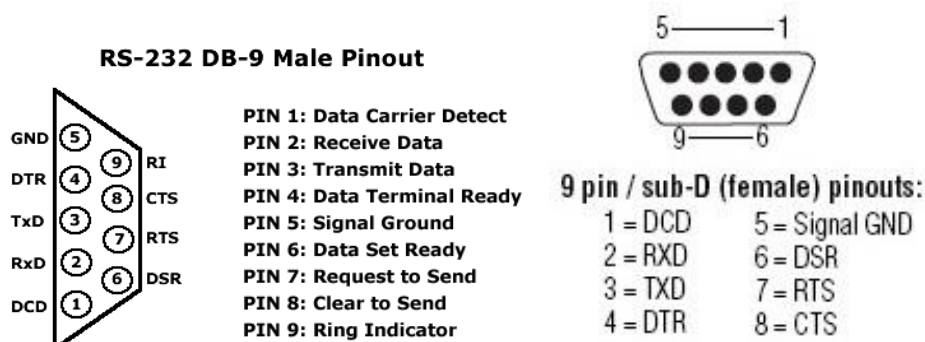 RS-232 DB-9 Male Pinout
GND 5
9 RI
DTR 4
8 CTS
TxD 3
7 RTS
RxD 2
6 DSR
DCD 1
PIN 1: Data Carrier Detect
PIN 2: Receive Data
PIN 3: Transmit Data
PIN 4: Data Terminal Ready
PIN 5: Signal Ground
PIN 6: Data Set Ready
PIN 7: Request to Send
PIN 8: Clear to Send
PIN 9: Ring Indicator
5 1
9 6
9 pin / sub-D (female) pinouts:
1 = DCD 5 = Signal GND
2 = RXD 6 = DSR
3 = TXD 7 = RTS
4 = DTR 8 = CTS